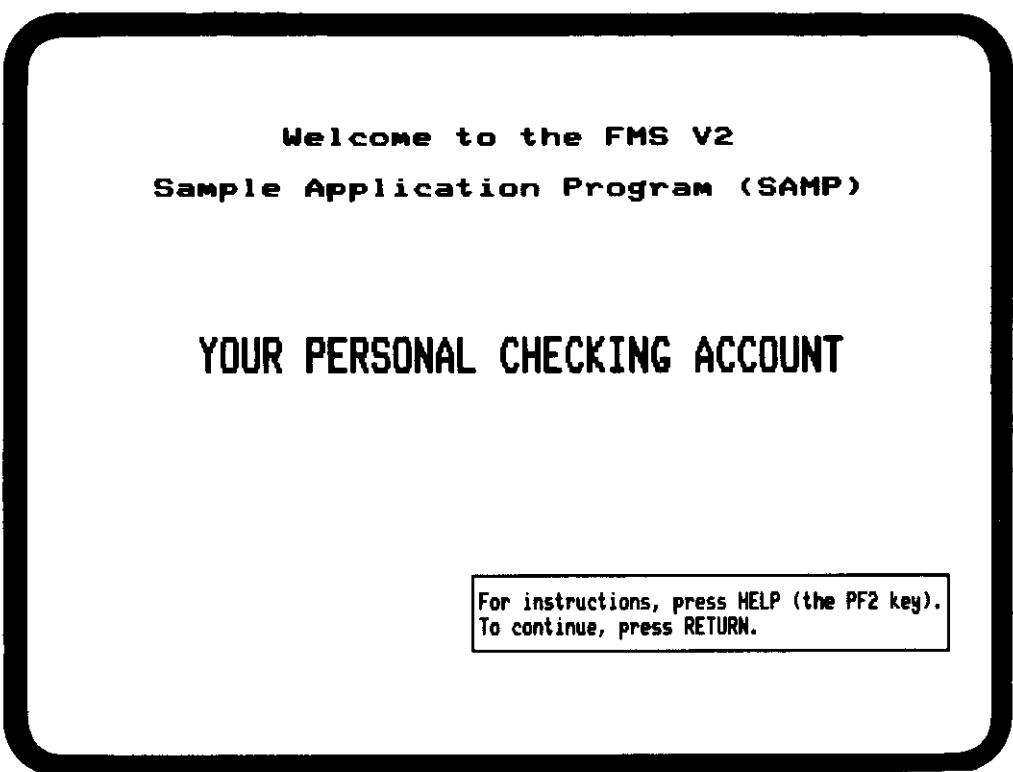 Welcome to the FMS V2
Sample Application Program (SAMP)
YOUR PERSONAL CHECKING ACCOUNT
For instructions, press HELP (the PF2 key).
To continue, press RETURN.